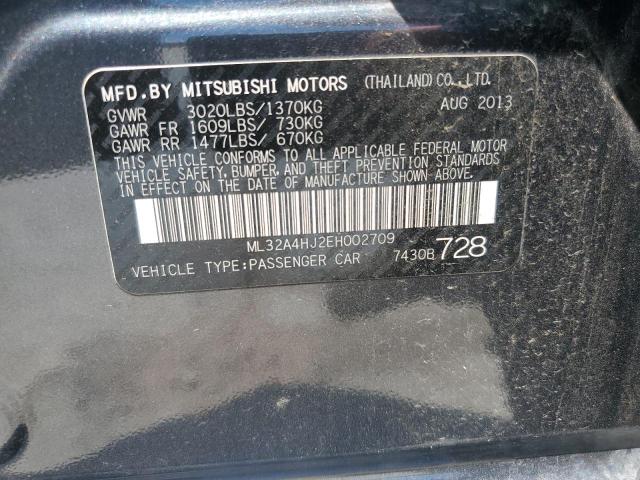 MFD.BY MITSUBISHI MOTORS (THAILAND) CO., LTD.
GVWR 3020LBS/1370KG AUG 2013
GAWR FR 1609LBS/ 730KG
GAWR RR 1477LBS/ 670KG
THIS VEHICLE CONFORMS TO ALL APPLICABLE FEDERAL MOTOR
VEHICLE SAFETY, BUMPER, AND THEFT PREVENTION STANDARDS
IN EFFECT ON THE DATE OF MANUFACTURE SHOWN ABOVE.
ML32A4HJ2EH002709
VEHICLE TYPE:PASSENGER CAR 7430B 728